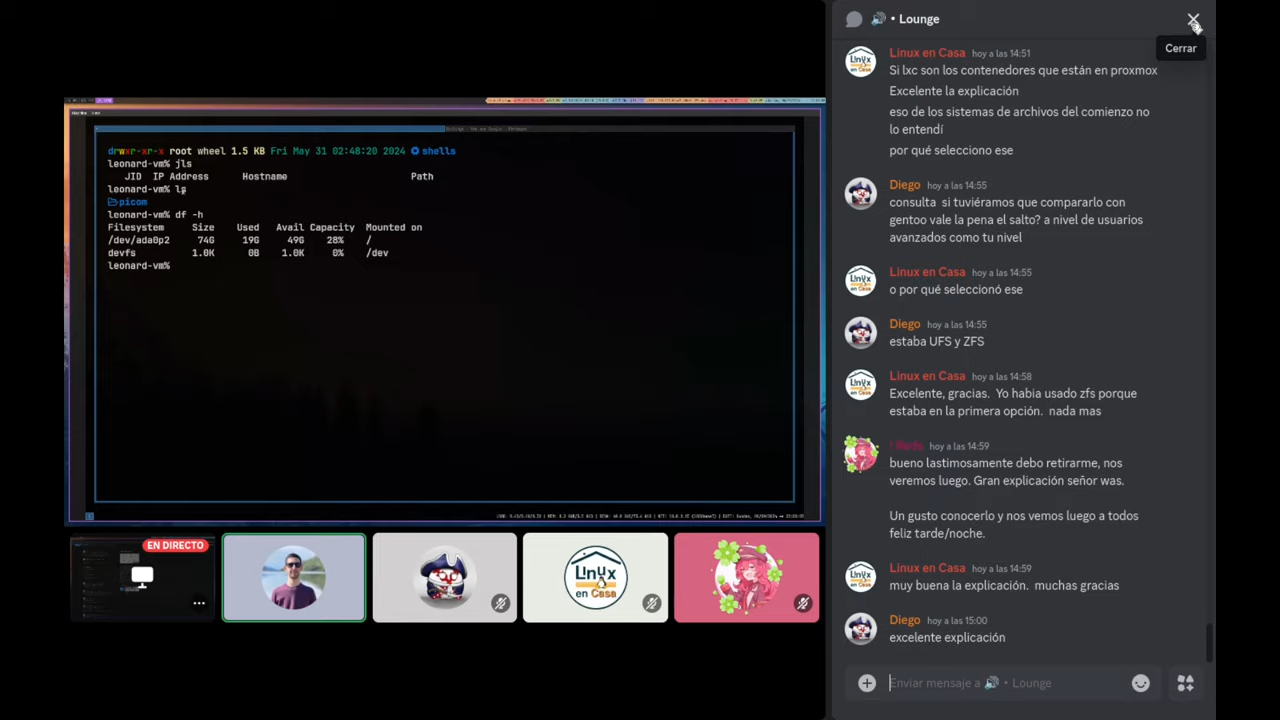 drwxr-xr-x root wheel 1.5 KB Fri May 31 02:48:20 2024 shells
leonard-vm% jls
JID IP Address Hostname Path
leonard-vm% ls
picom
leonard-vm% df -h
Filesystem Size Used Avail Capacity Mounted on
/dev/ada0p2 74G 19G 49G 28% /
devfs 1.0K 0B 1.0K 0% /dev
leonard-vm%
EN DIRECTO
Linux
en Casa
• Lounge
Cerrar
Linux en Casa hoy a las 14:51
Si lxc son los contenedores que están en proxmox
Excelente la explicación
eso de los sistemas de archivos del comienzo no
lo entendí
por qué selecciono ese
Diego hoy a las 14:55
consulta si tuviéramos que compararlo con
gentoo vale la pena el salto? a nivel de usuarios
avanzados como tu nivel
Linux en Casa hoy a las 14:55
o por qué seleccionó ese
Diego hoy a las 14:55
estaba UFS y ZFS
Linux en Casa hoy a las 14:58
Excelente, gracias. Yo habia usado zfs porque
estaba en la primera opción. nada mas
hoy a las 14:59
bueno lastimosamente debo retirarme, nos
veremos luego. Gran explicación señor was.
Un gusto conocerlo y nos vemos luego a todos
feliz tarde/noche.
Linux en Casa hoy a las 14:59
muy buena la explicación. muchas gracias
Diego hoy a las 15:00
excelente explicación
Enviar mensaje a • Lounge